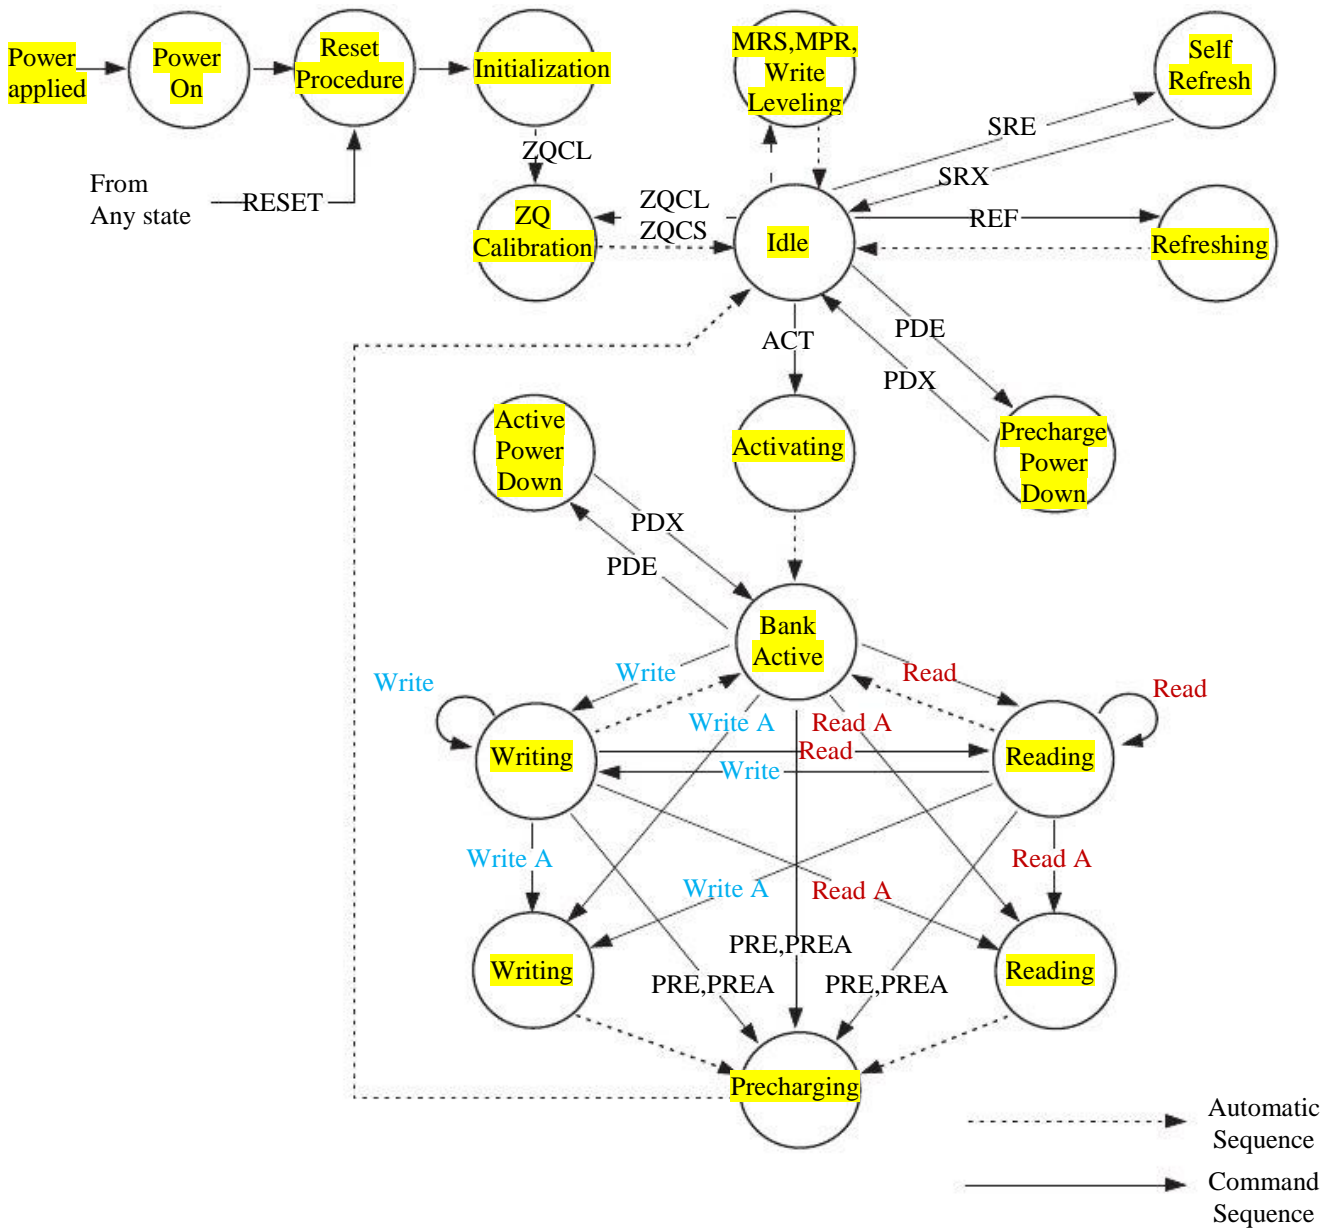 Power
applied
Power
On
Reset
Procedure
Initialization
MRS,MPR,
Write
Leveling
Self
Refresh
ZQCL
SRE
SRX
From
Any state
RESET
ZQ
Calibration
ZQCL
ZQCS
Idle
REF
Refreshing
ACT
PDE
PDX
Active
Power
Down
Activating
Precharge
Power
Down
PDX
PDE
Bank
Active
Write
Write
Read
Read
Write A
Read A
Writing
Read
Write
Reading
Write A
Write A
Read A
Read A
PRE,PREA
Writing
PRE,PREA
PRE,PREA
Reading
Precharging
Automatic
Sequence
Command
Sequence